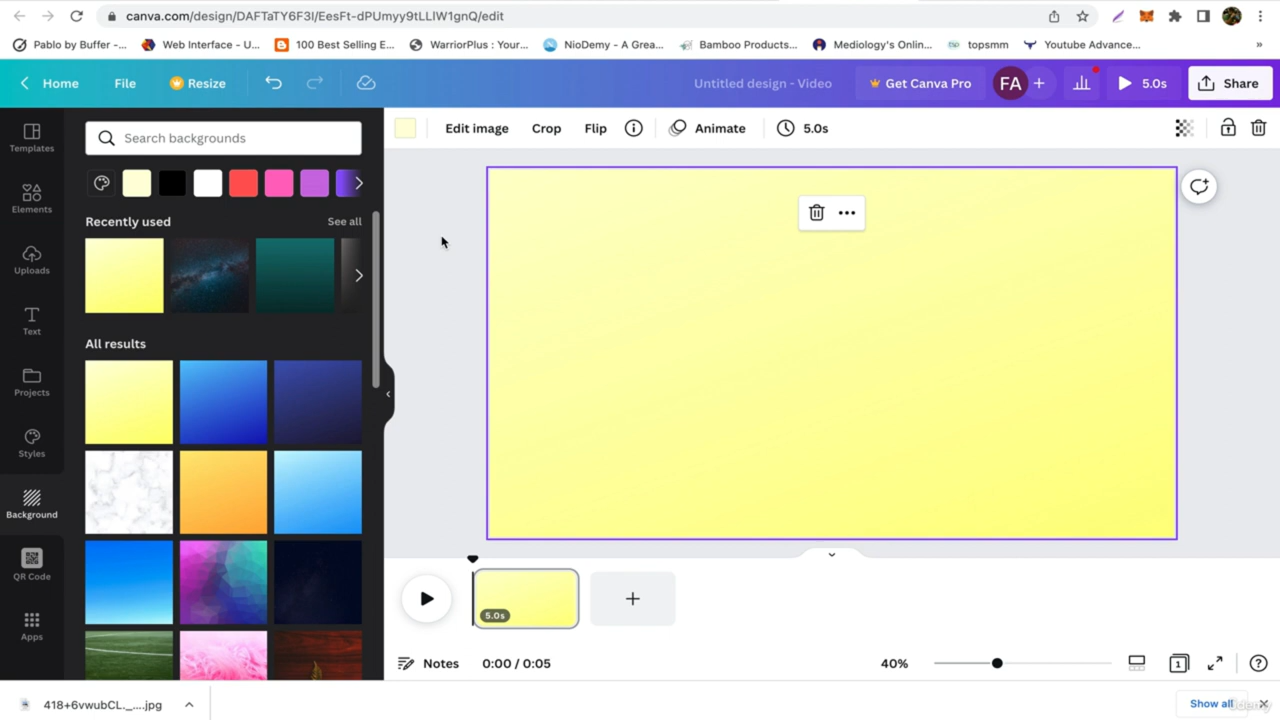 canva.com/design/DAFTaTY6F3I/EesFt-dPUmyy9tLLlW1gnQ/edit
Pablo by Buffer -...
Web Interface - U...
100 Best Selling E...
WarriorPlus : Your...
NioDemy - A Grea...
Bamboo Products...
Mediology's Onlin...
topsmm
Youtube Advance...
»
Home
File
Resize
Untitled design - Video
Get Canva Pro
FA
5.0s
Share
Templates
Elements
Uploads
Text
Projects
Styles
Background
QR Code
Apps
Search backgrounds
Recently used
See all
All results
Edit image
Crop
Flip
Animate
5.0s
5.0s
Notes
0:00 / 0:05
40%
1
418+6vwubCL._....jpg
Show all
Udemy